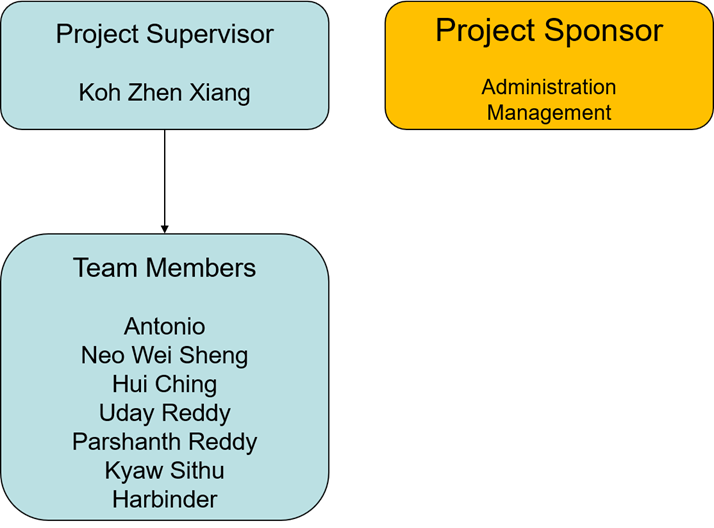 Project Supervisor
Koh Zhen Xiang
Project Sponsor
Administration
Management
Team Members
Antonio
Neo Wei Sheng
Hui Ching
Uday Reddy
Parshanth Reddy
Kyaw Sithu
Harbinder